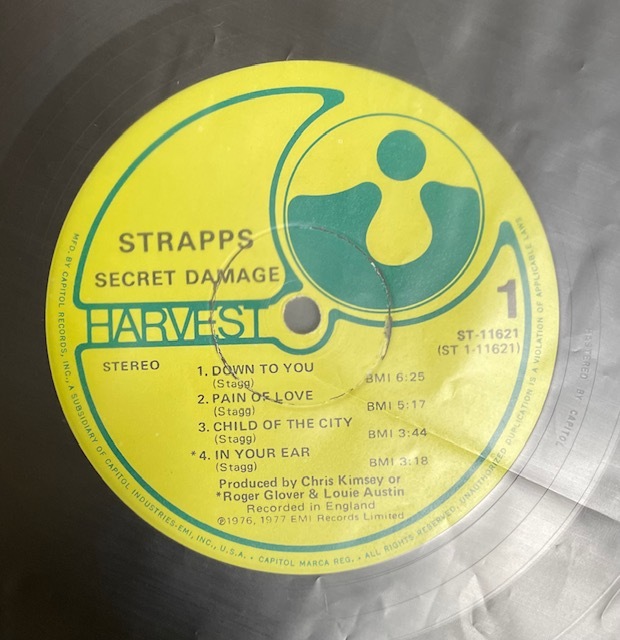 STRAPPS
SECRET DAMAGE
HARVEST
1
ST-11621
(ST 1-11621)
STEREO
1. DOWN TO YOU
(Stagg)
BMI 6:25
2. PAIN OF LOVE
(Stagg)
BMI 5:17
3. CHILD OF THE CITY
(Stagg)
BMI 3:44
*4. IN YOUR EAR
(Stagg)
BMI 3:18
Produced by Chris Kimsey or
*Roger Glover & Louie Austin
Recorded in England
℗1976, 1977 EMI Records Limited
MFD. BY CAPITOL RECORDS, INC., A SUBSIDIARY OF CAPITOL INDUSTRIES-EMI, INC., U.S.A. • CAPITOL MARCA REG. • ALL RIGHTS RESERVED. UNAUTHORIZED DUPLICATION IS A VIOLATION OF APPLICABLE LAWS
BY CAPITOL